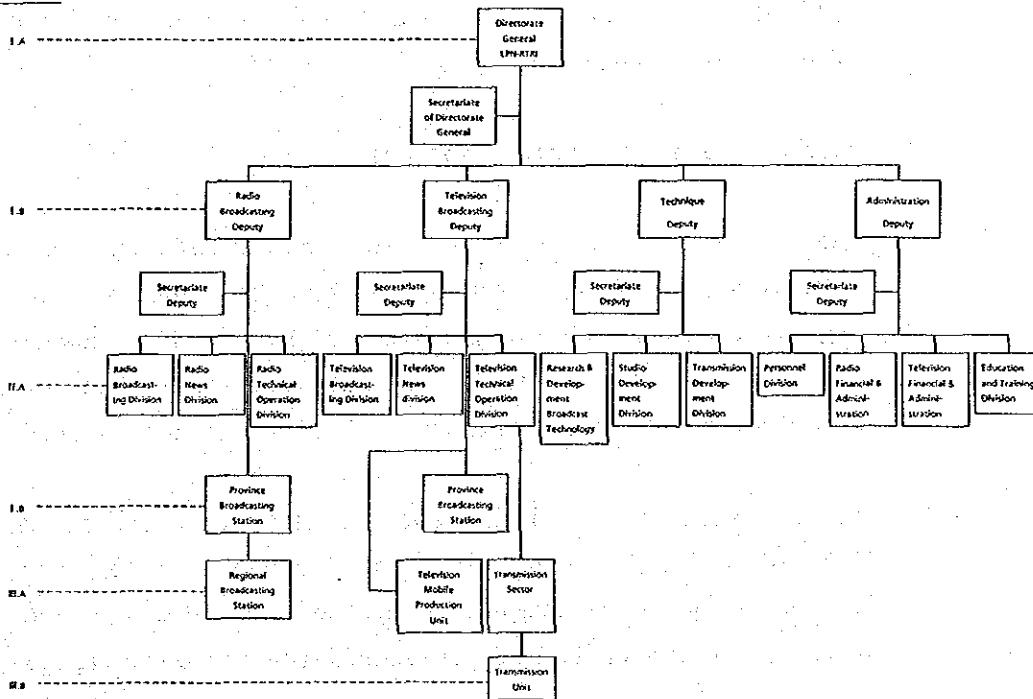 Directorate
General
Secretariate
of Directorate
General
Radio
Broadcasting
Deputy
Television
Broadcasting
Deputy
Technique
Deputy
Administration
Deputy
Secretariate
Deputy
Secretariate
Deputy
Secretariate
Deputy
Secretariate
Deputy
Radio
Broadcast-
ing Division
Radio
News
Division
Radio
Technical
Operation
Division
Television
Broadcast-
ing Division
Television
News
division
Television
Technical
Operation
Division
Research &
Develop-
ment
Broadcast
Technology
Studio
Develop-
ment
Division
Transmission
Develop-
ment
Division
Personnel
Division
Radio
Financial &
Admini-
stration
Television
Financial &
Admini-
stration
Education
and Training
Division
Province
Broadcasting
Station
Province
Broadcasting
Station
III.A
Regional
Broadcasting
Station
Television
Mobile
Production
Unit
Transmission
Sector
Transmission
Unit